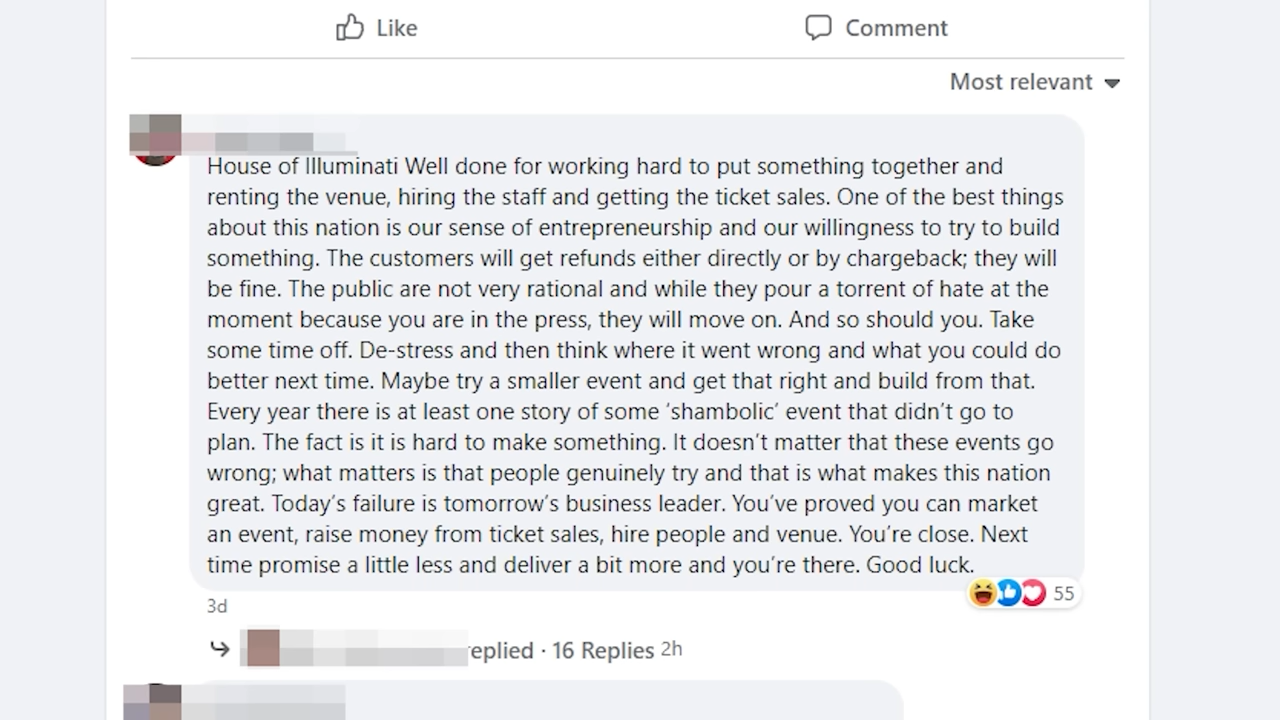 Like
Comment
Most relevant
House of Illuminati Well done for working hard to put something together and
renting the venue, hiring the staff and getting the ticket sales. One of the best things
about this nation is our sense of entrepreneurship and our willingness to try to build
something. The customers will get refunds either directly or by chargeback; they will
be fine. The public are not very rational and while they pour a torrent of hate at the
moment because you are in the press, they will move on. And so should you. Take
some time off. De-stress and then think where it went wrong and what you could do
better next time. Maybe try a smaller event and get that right and build from that.
Every year there is at least one story of some ‘shambolic’ event that didn’t go to
plan. The fact is it is hard to make something. It doesn’t matter that these events go
wrong; what matters is that people genuinely try and that is what makes this nation
great. Today’s failure is tomorrow’s business leader. You’ve proved you can market
an event, raise money from ticket sales, hire people and venue. You’re close. Next
time promise a little less and deliver a bit more and you’re there. Good luck.
55
3d
eplied · 16 Replies 2h